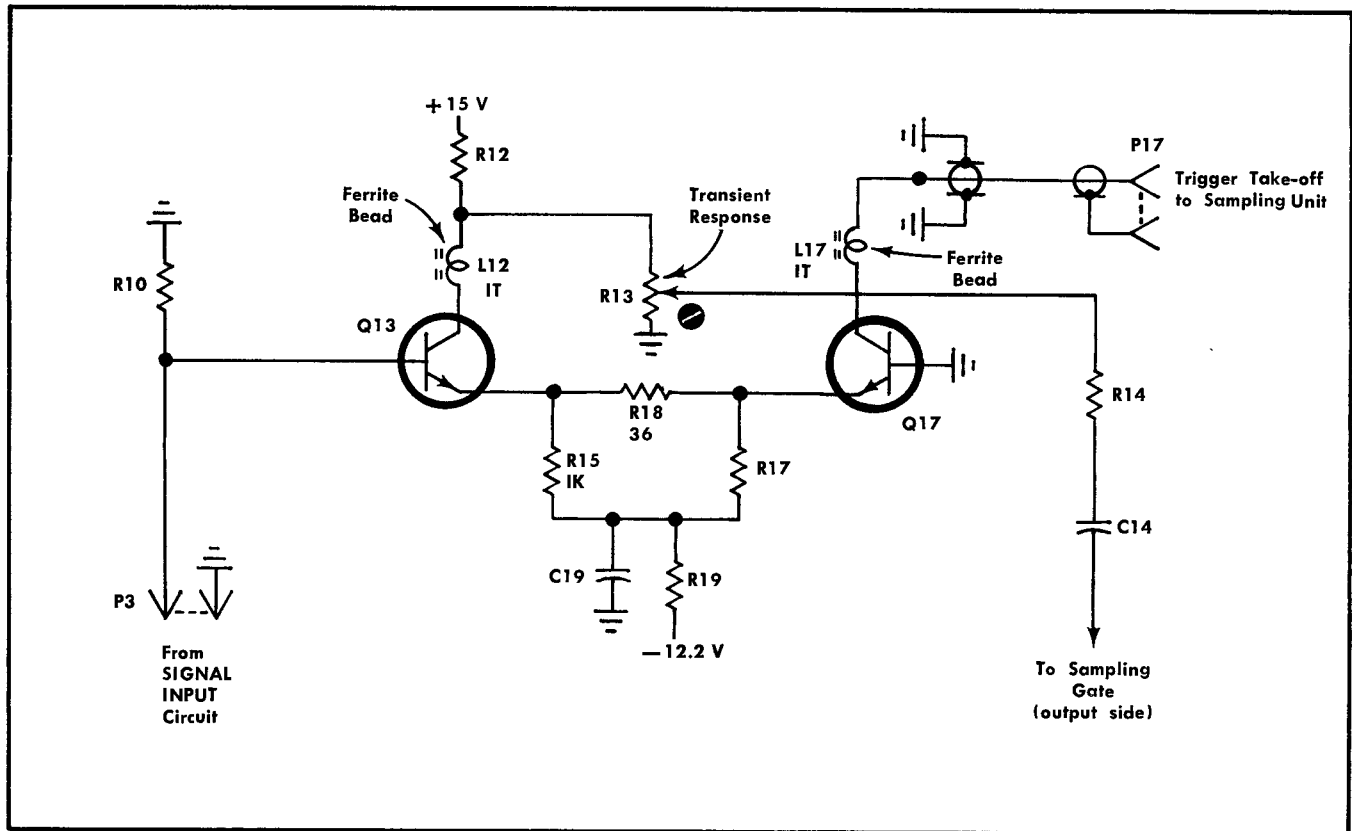 + 15 V
R12
Ferrite
Bead
L12
IT
Transient
Response
R13
P17
Trigger Take-off
to Sampling Unit
L17
IT
Ferrite
Bead
R10
Q13
Q17
R14
R18
36
R15
IK
R17
C14
C19
R19
— 12.2 V
P3
From
SIGNAL
INPUT
Circuit
To Sampling
Gate
(output side)